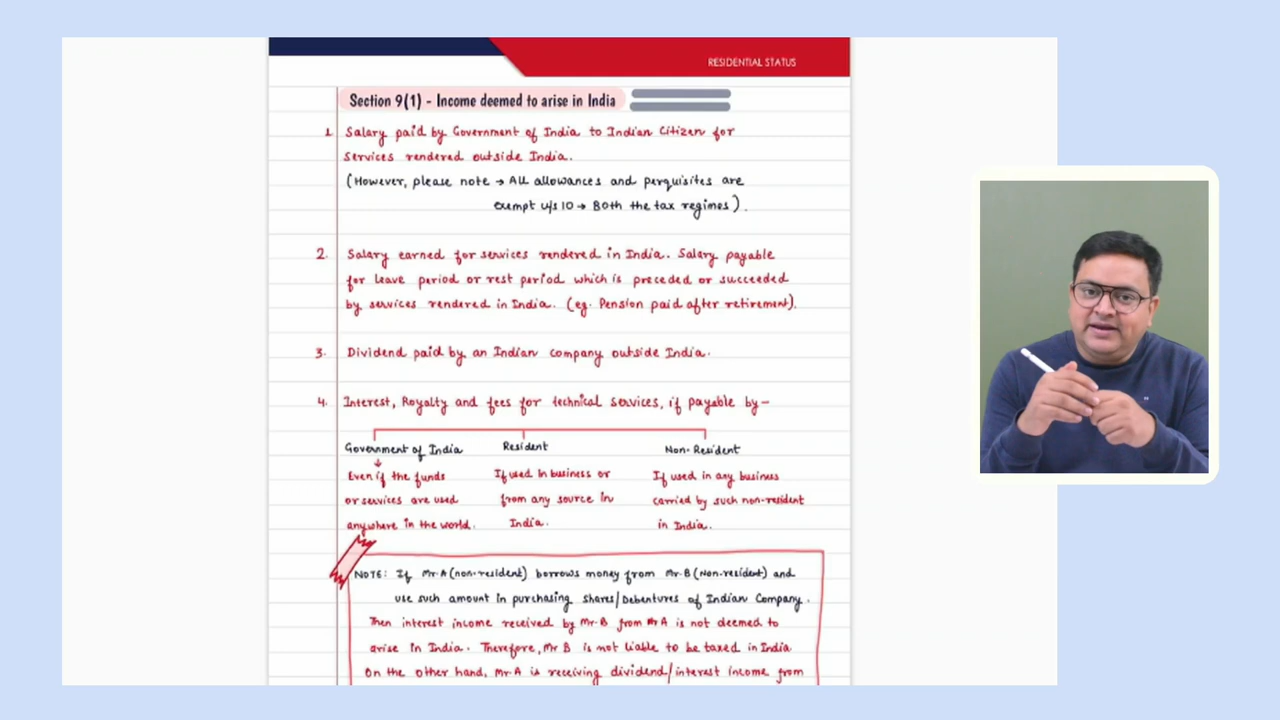 RESIDENTIAL STATUS
Section 9(1) - Income deemed to arise in India
1. Salary paid by Government of India to Indian Citizen for
services rendered outside India.
(However, please note → All allowances and perquisites are
exempt u/s 10 → Both the tax regimes).
2. Salary earned for services rendered in India. Salary payable
for leave period or rest period which is preceded or succeeded
by services rendered in India. (eg. Pension paid after retirement).
3. Dividend paid by an Indian company outside India.
4. Interest, Royalty and fees for technical services, if payable by-
Government of India
Even if the funds
or services are used
anywhere in the world.
Resident
If used in business or
from any source in
India.
Non-Resident
If used in any business
carried by such non-resident
in India.
NOTE: If Mr.A (non-resident) borrows money from Mr.B (Non-resident) and
use such amount in purchasing shares/Debentures of Indian Company.
Then interest income received by Mr.B from Mr A is not deemed to
arise in India. Therefore, Mr B is not liable to be taxed in India
On the other hand, Mr.A is receiving dividend/interest income from